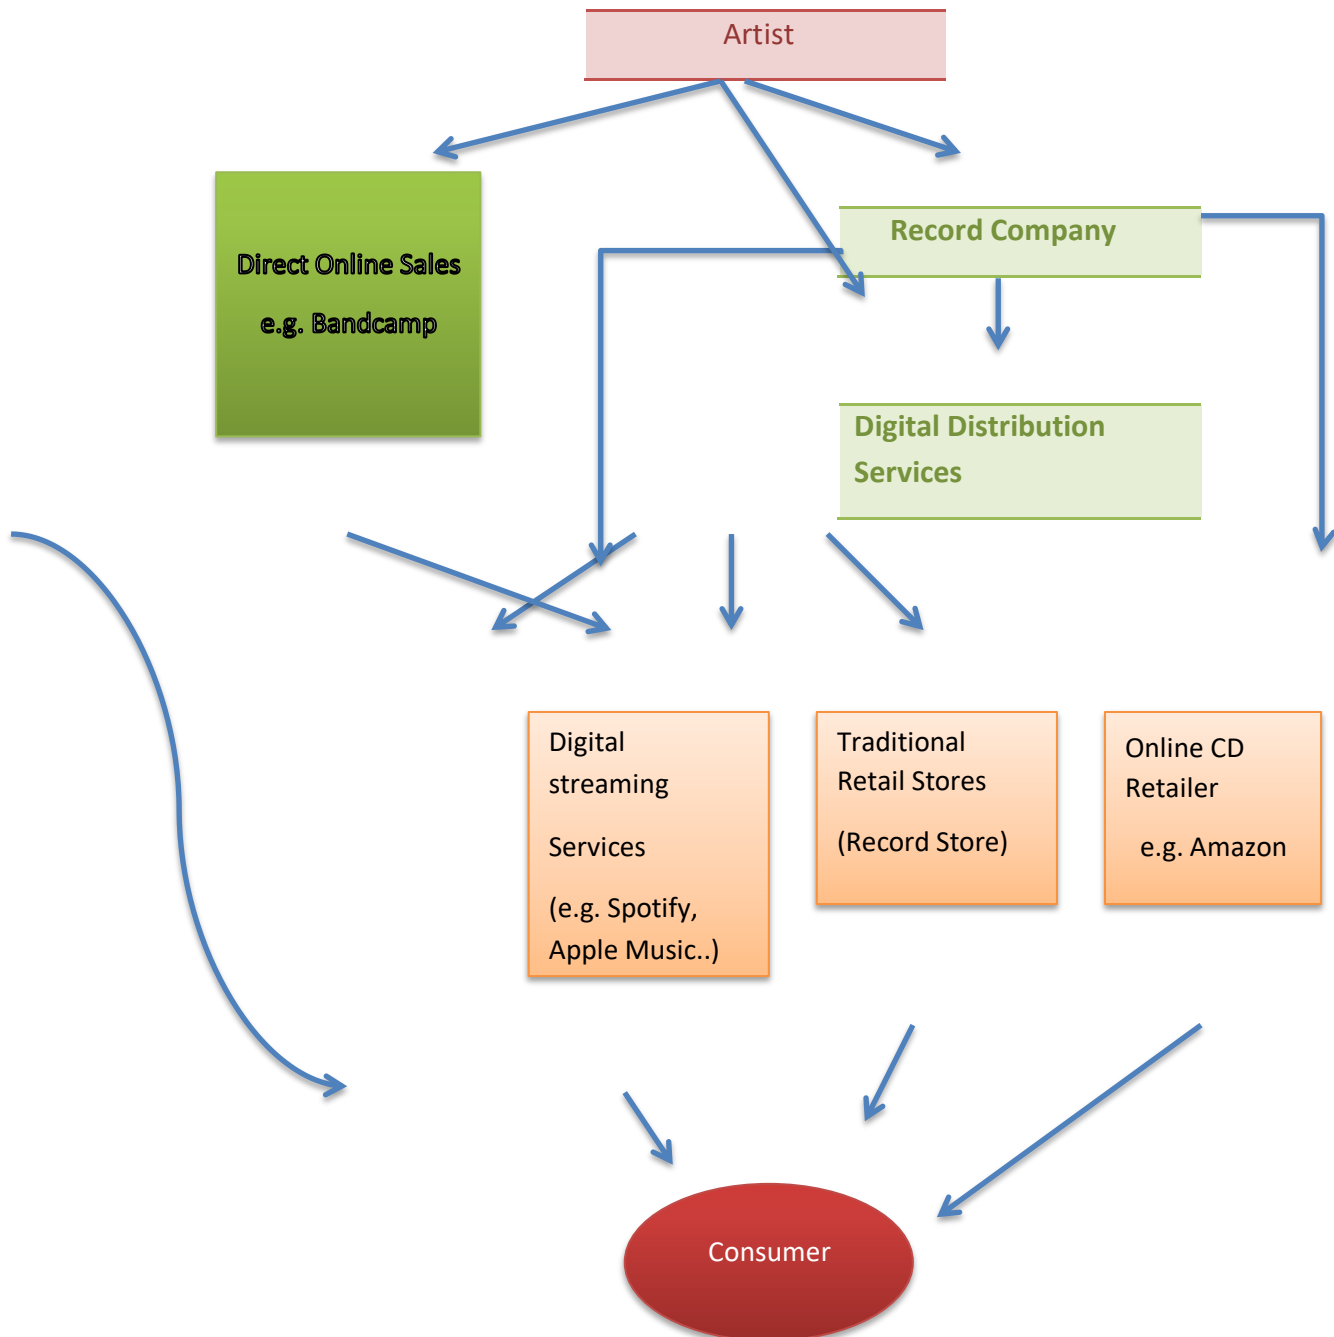 Artist
Direct Online Sales
e.g. Bandcamp
Record Company
Digital Distribution
Services
Digital
streaming
Services
(e.g. Spotify,
Apple Music..)
Traditional
Retail Stores
(Record Store)
Online CD
Retailer
e.g. Amazon
Consumer